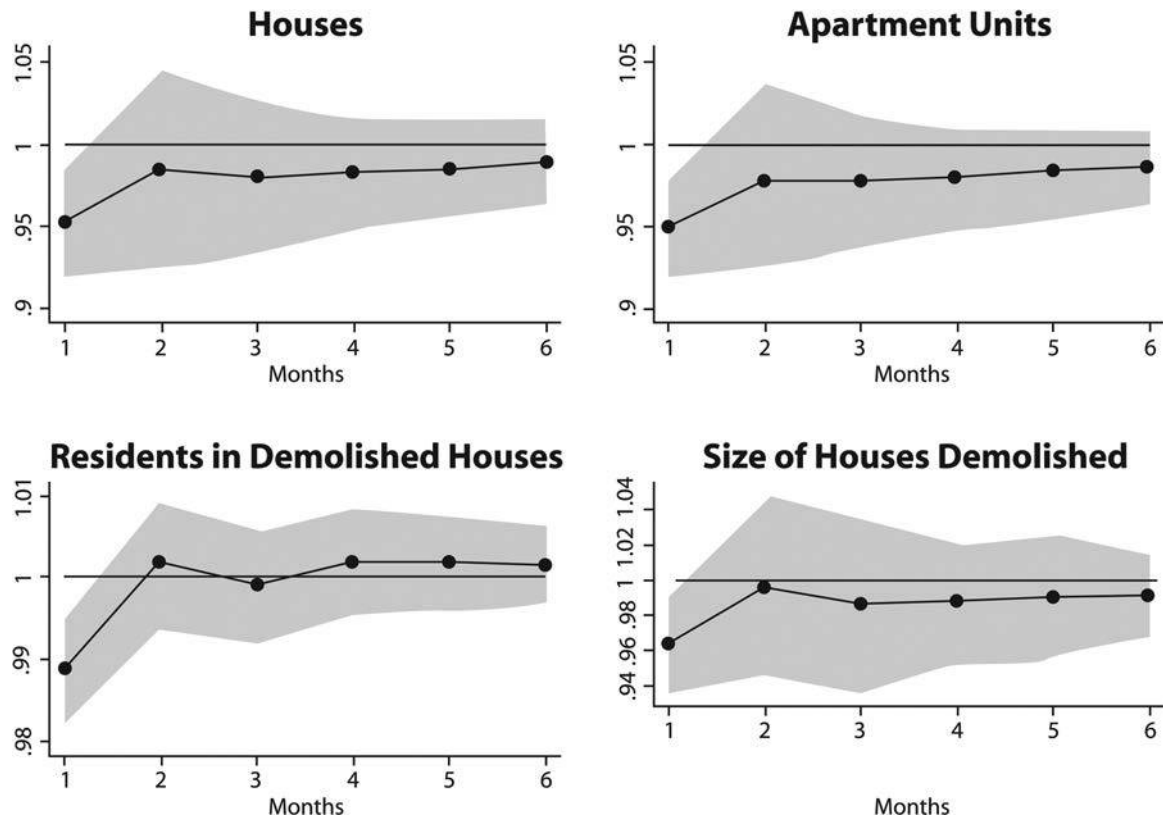 Houses
1.05
1
.95
.9
1 2 3 4 5 6
Months
Apartment Units
1.05
1
.95
.9
1 2 3 4 5 6
Months
Residents in Demolished Houses
1.01
1
.99
.98
1 2 3 4 5 6
Months
Size of Houses Demolished
1.04
1.02
1
.98
.96
.94
1 2 3 4 5 6
Months